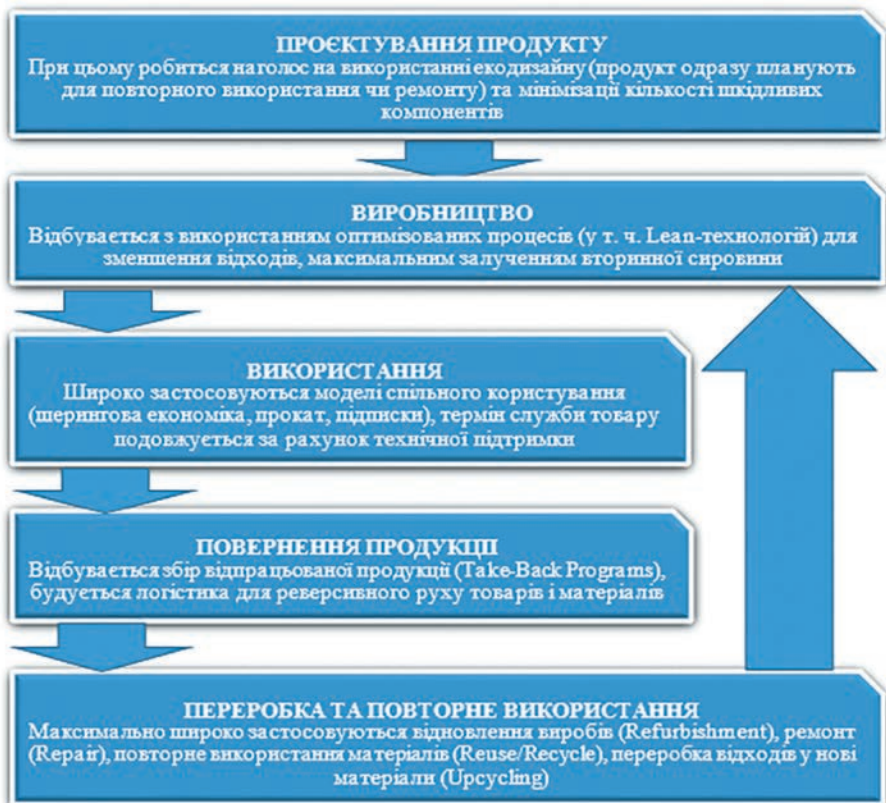 ПРОЄКТУВАННЯ ПРОДУКТУ
При цьому робиться наголос на використанні екодизайну (продукт одразу планують
для повторного використання чи ремонту) та мінімізації кількості шкідливих
компонентів
ВИРОБНИЦТВО
Відбувається з використанням оптимізованих процесів (у т. ч. Lean-технологій) для
зменшення відходів, максимальним залученням вторинної сировини
ВИКОРИСТАННЯ
Широко застосовуються моделі спільного користування
(шерингова економіка, прокат, підписки), термін служби товару
подовжується за рахунок технічної підтримки
ПОВЕРНЕННЯ ПРОДУКЦІЇ
Відбувається збір відпрацьованої продукції (Take-Back Programs),
будується логістика для реверсивного руху товарів і матеріалів
ПЕРЕРОБКА ТА ПОВТОРНЕ ВИКОРИСТАННЯ
Максимально широко застосовуються відновлення виробів (Refurbishment), ремонт
(Repair), повторне використання матеріалів (Reuse/Recycle), переробка відходів у нові
матеріали (Upcycling)